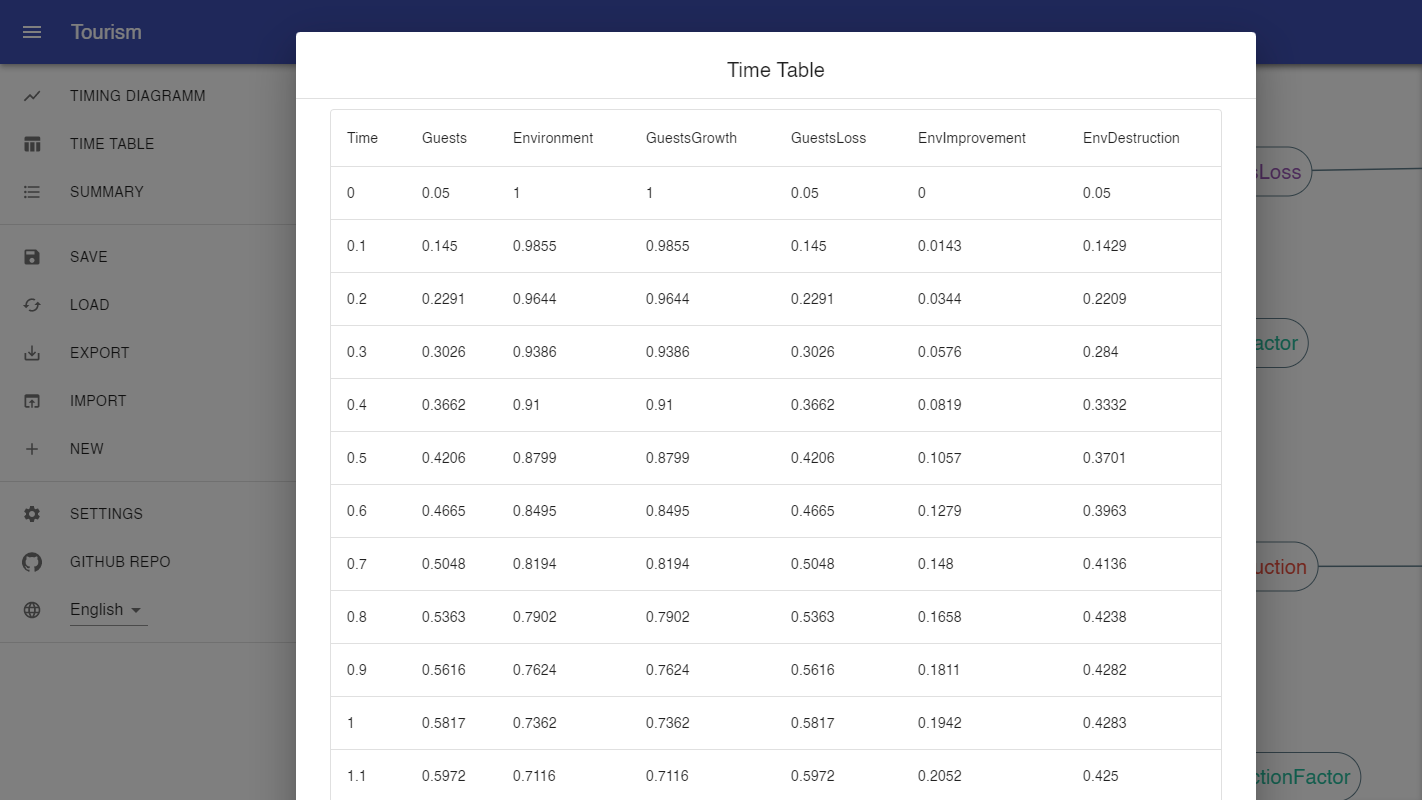 Tourism
TIMING DIAGRAMM
TIME TABLE
SUMMARY
SAVE
LOAD
EXPORT
IMPORT
NEW
SETTINGS
GITHUB REPO
English
Time Table
Time Guests Environment GuestsGrowth GuestsLoss EnvImprovement EnvDestruction
0 0.05 1 1 0.05 0 0.05
0.1 0.145 0.9855 0.9855 0.145 0.0143 0.1429
0.2 0.2291 0.9644 0.9644 0.2291 0.0344 0.2209
0.3 0.3026 0.9386 0.9386 0.3026 0.0576 0.284
0.4 0.3662 0.91 0.91 0.3662 0.0819 0.3332
0.5 0.4206 0.8799 0.8799 0.4206 0.1057 0.3701
0.6 0.4665 0.8495 0.8495 0.4665 0.1279 0.3963
0.7 0.5048 0.8194 0.8194 0.5048 0.148 0.4136
0.8 0.5363 0.7902 0.7902 0.5363 0.1658 0.4238
0.9 0.5616 0.7624 0.7624 0.5616 0.1811 0.4282
1 0.5817 0.7362 0.7362 0.5817 0.1942 0.4283
1.1 0.5972 0.7116 0.7116 0.5972 0.2052 0.425
sLoss
actor
uction
ctionFactor